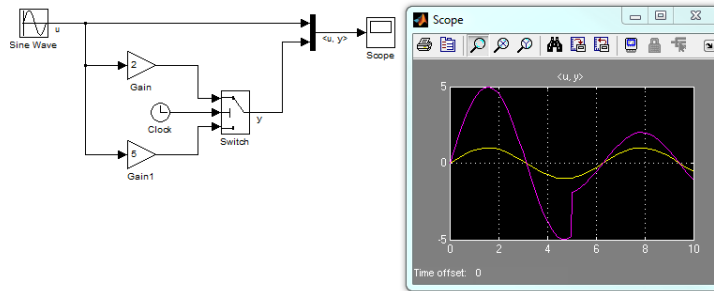 Sine Wave
u
2
Gain
Clock
5
Gain1
Switch
y
<u, y>
Scope
Scope
<u, y>
5
0
-5
0 2 4 6 8 10
Time offset: 0